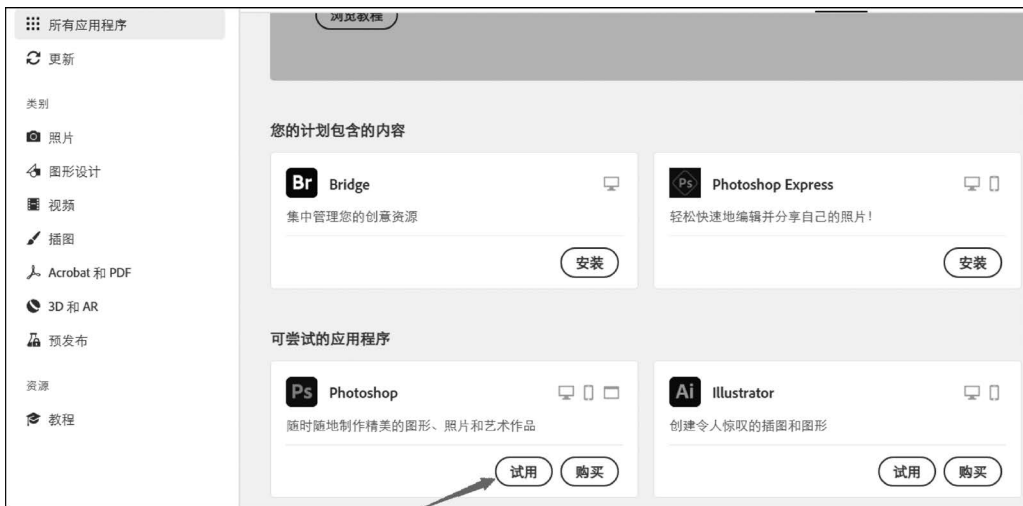 所有应用程序
更新
类别
照片
图形设计
视频
插图
Acrobat 和 PDF
3D 和 AR
预发布
资源
教程
浏览教程
您的计划包含的内容
Br Bridge
集中管理您的创意资源
安装
Ps Photoshop Express
轻松快速地编辑并分享自己的照片！
安装
可尝试的应用程序
Ps Photoshop
随时随地制作精美的图形、照片和艺术作品
试用 购买
Ai Illustrator
创建令人惊叹的插图和图形
试用 购买